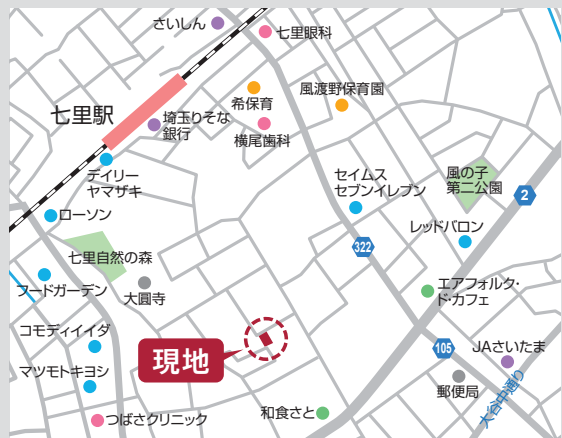 さいしん
七里眼科
七里駅
希保育
風渡野保育園
埼玉りそな
銀行
横尾歯科
デイリー
ヤマザキ
セイムス
セブンイレブン
風の子
第二公園
2
ローソン
レッドバロン
322
七里自然の森
フードガーデン
大圓寺
エアフォルク・
ド・カフェ
コモディイイダ
現地
105
JAさいたま
マツモトキヨシ
郵便局
大谷中通り
つばさクリニック
和食さと